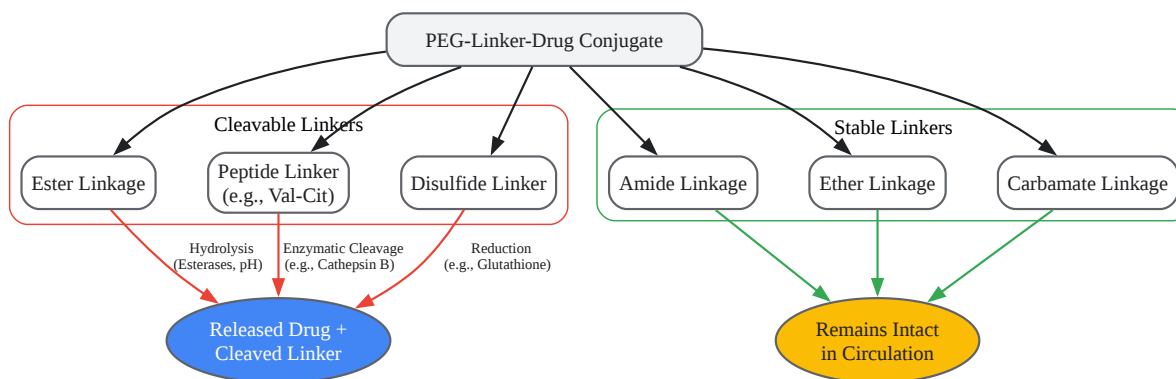 PEG-Linker-Drug Conjugate
Cleavable Linkers
Stable Linkers
Ester Linkage
Peptide Linker
(e.g., Val-Cit)
Disulfide Linker
Amide Linkage
Ether Linkage
Carbamate Linkage
Hydrolysis
(Esterases, pH)
Enzymatic Cleavage
(e.g., Cathepsin B)
Reduction
(e.g., Glutathione)
Released Drug +
Cleaved Linker
Remains Intact
in Circulation